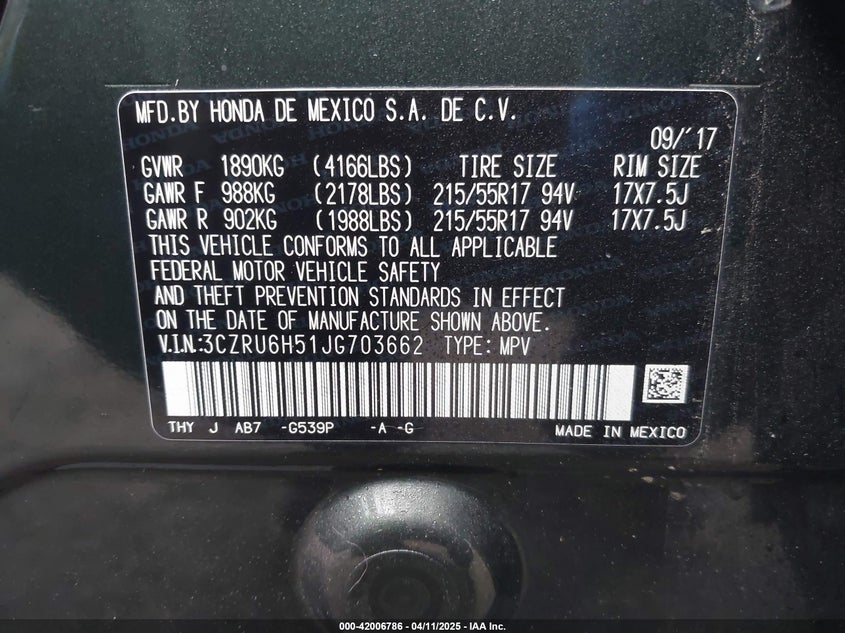 MFD.BY HONDA DE MEXICO S.A. DE C.V.
09/'17
GVWR 1890KG (4166LBS) TIRE SIZE RIM SIZE
GAWR F 988KG (2178LBS) 215/55R17 94V 17X7.5J
GAWR R 902KG (1988LBS) 215/55R17 94V 17X7.5J
THIS VEHICLE CONFORMS TO ALL APPLICABLE
FEDERAL MOTOR VEHICLE SAFETY
AND THEFT PREVENTION STANDARDS IN EFFECT
ON THE DATE OF MANUFACTURE SHOWN ABOVE.
V.I.N:3CZRU6H51JG703662 TYPE: MPV
THY J AB7 -G539P -A -G MADE IN MEXICO
000-42006786 - 04/11/2025 - IAA Inc.